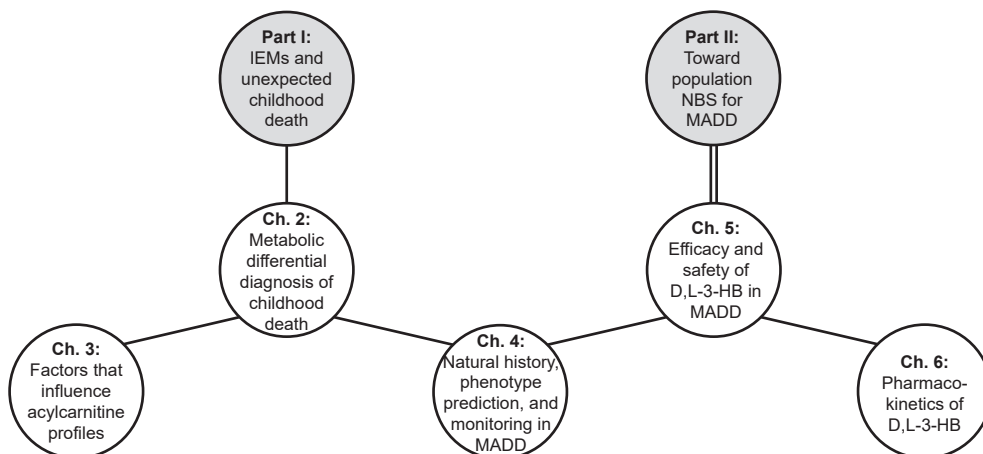 Part I:
IEMs and
unexpected
childhood
death
Part II:
Toward
population
NBS for
MADD
Ch. 2:
Metabolic
differential
diagnosis of
childhood
death
Ch. 5:
Efficacy and
safety of
D,L-3-HB in
MADD
Ch. 3:
Factors that
influence
acylcarnitine
profiles
Ch. 4:
Natural history,
phenotype
prediction, and
monitoring in
MADD
Ch. 6:
Pharmaco-
kinetics of
D,L-3-HB